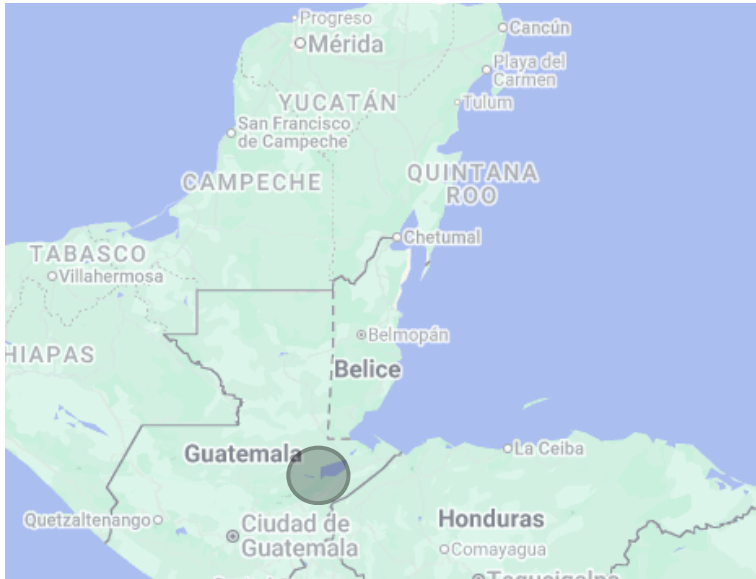 Progreso
Cancún
Mérida
Playa del
Carmen
YUCATÁN
Tulum
San Francisco
de Campeche
QUINTANA
ROO
CAMPECHE
Chetumal
TABASCO
Villahermosa
Belmopán
HIAPAS
Belice
Guatemala
La Ceiba
Quetzaltenango
Ciudad de
Guatemala
Honduras
Comayagua
Tegucigalpa